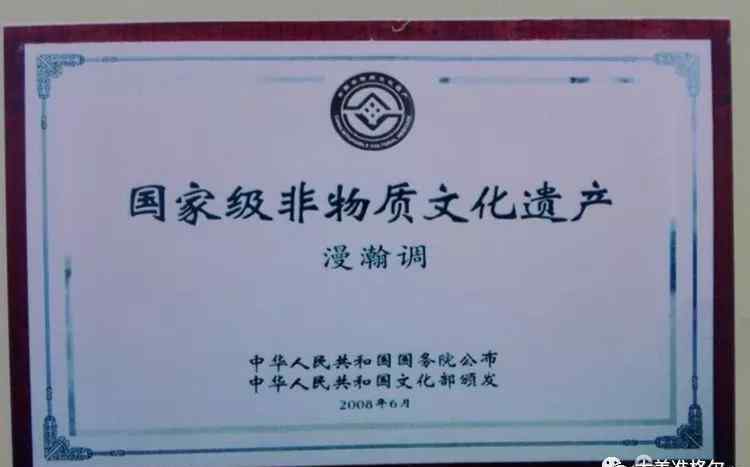 国家级非物质文化遗产
漫瀚调
中华人民共和国国务院公布
中华人民共和国文化部颁发
2008年6月